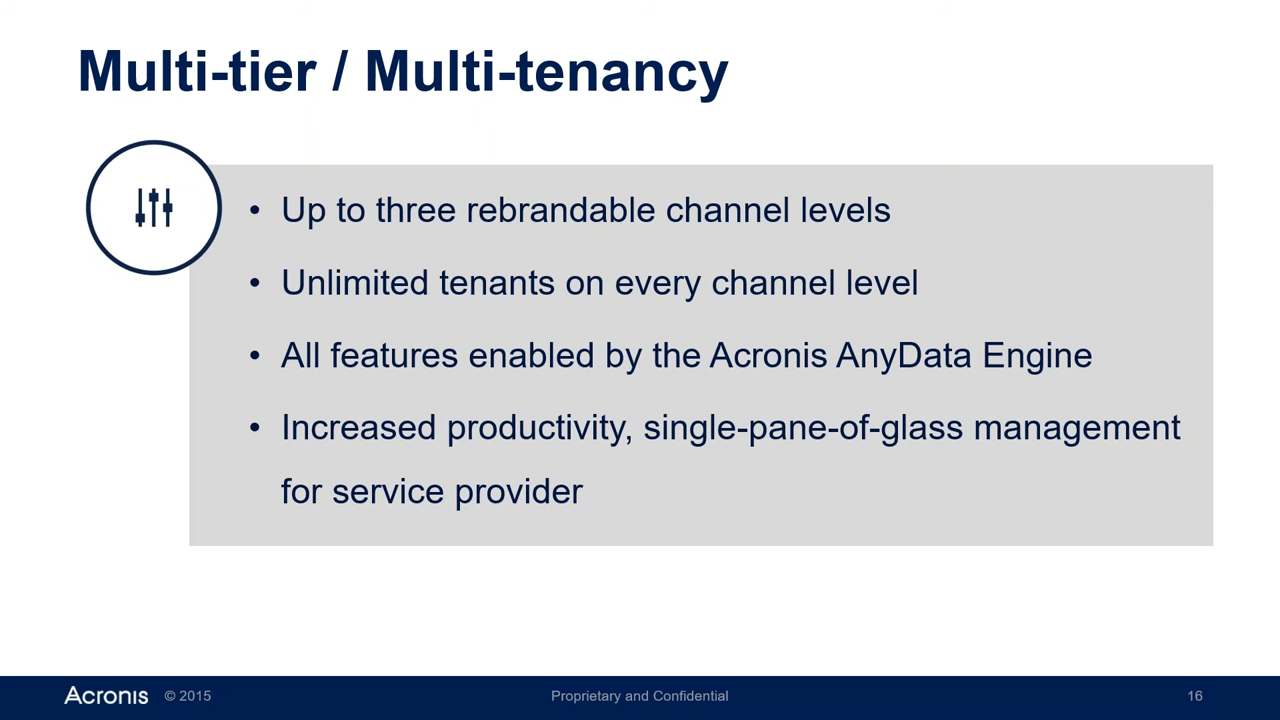 Multi-tier / Multi-tenancy
• Up to three rebrandable channel levels
• Unlimited tenants on every channel level
• All features enabled by the Acronis AnyData Engine
• Increased productivity, single-pane-of-glass management
for service provider
Acronis © 2015 Proprietary and Confidential 16